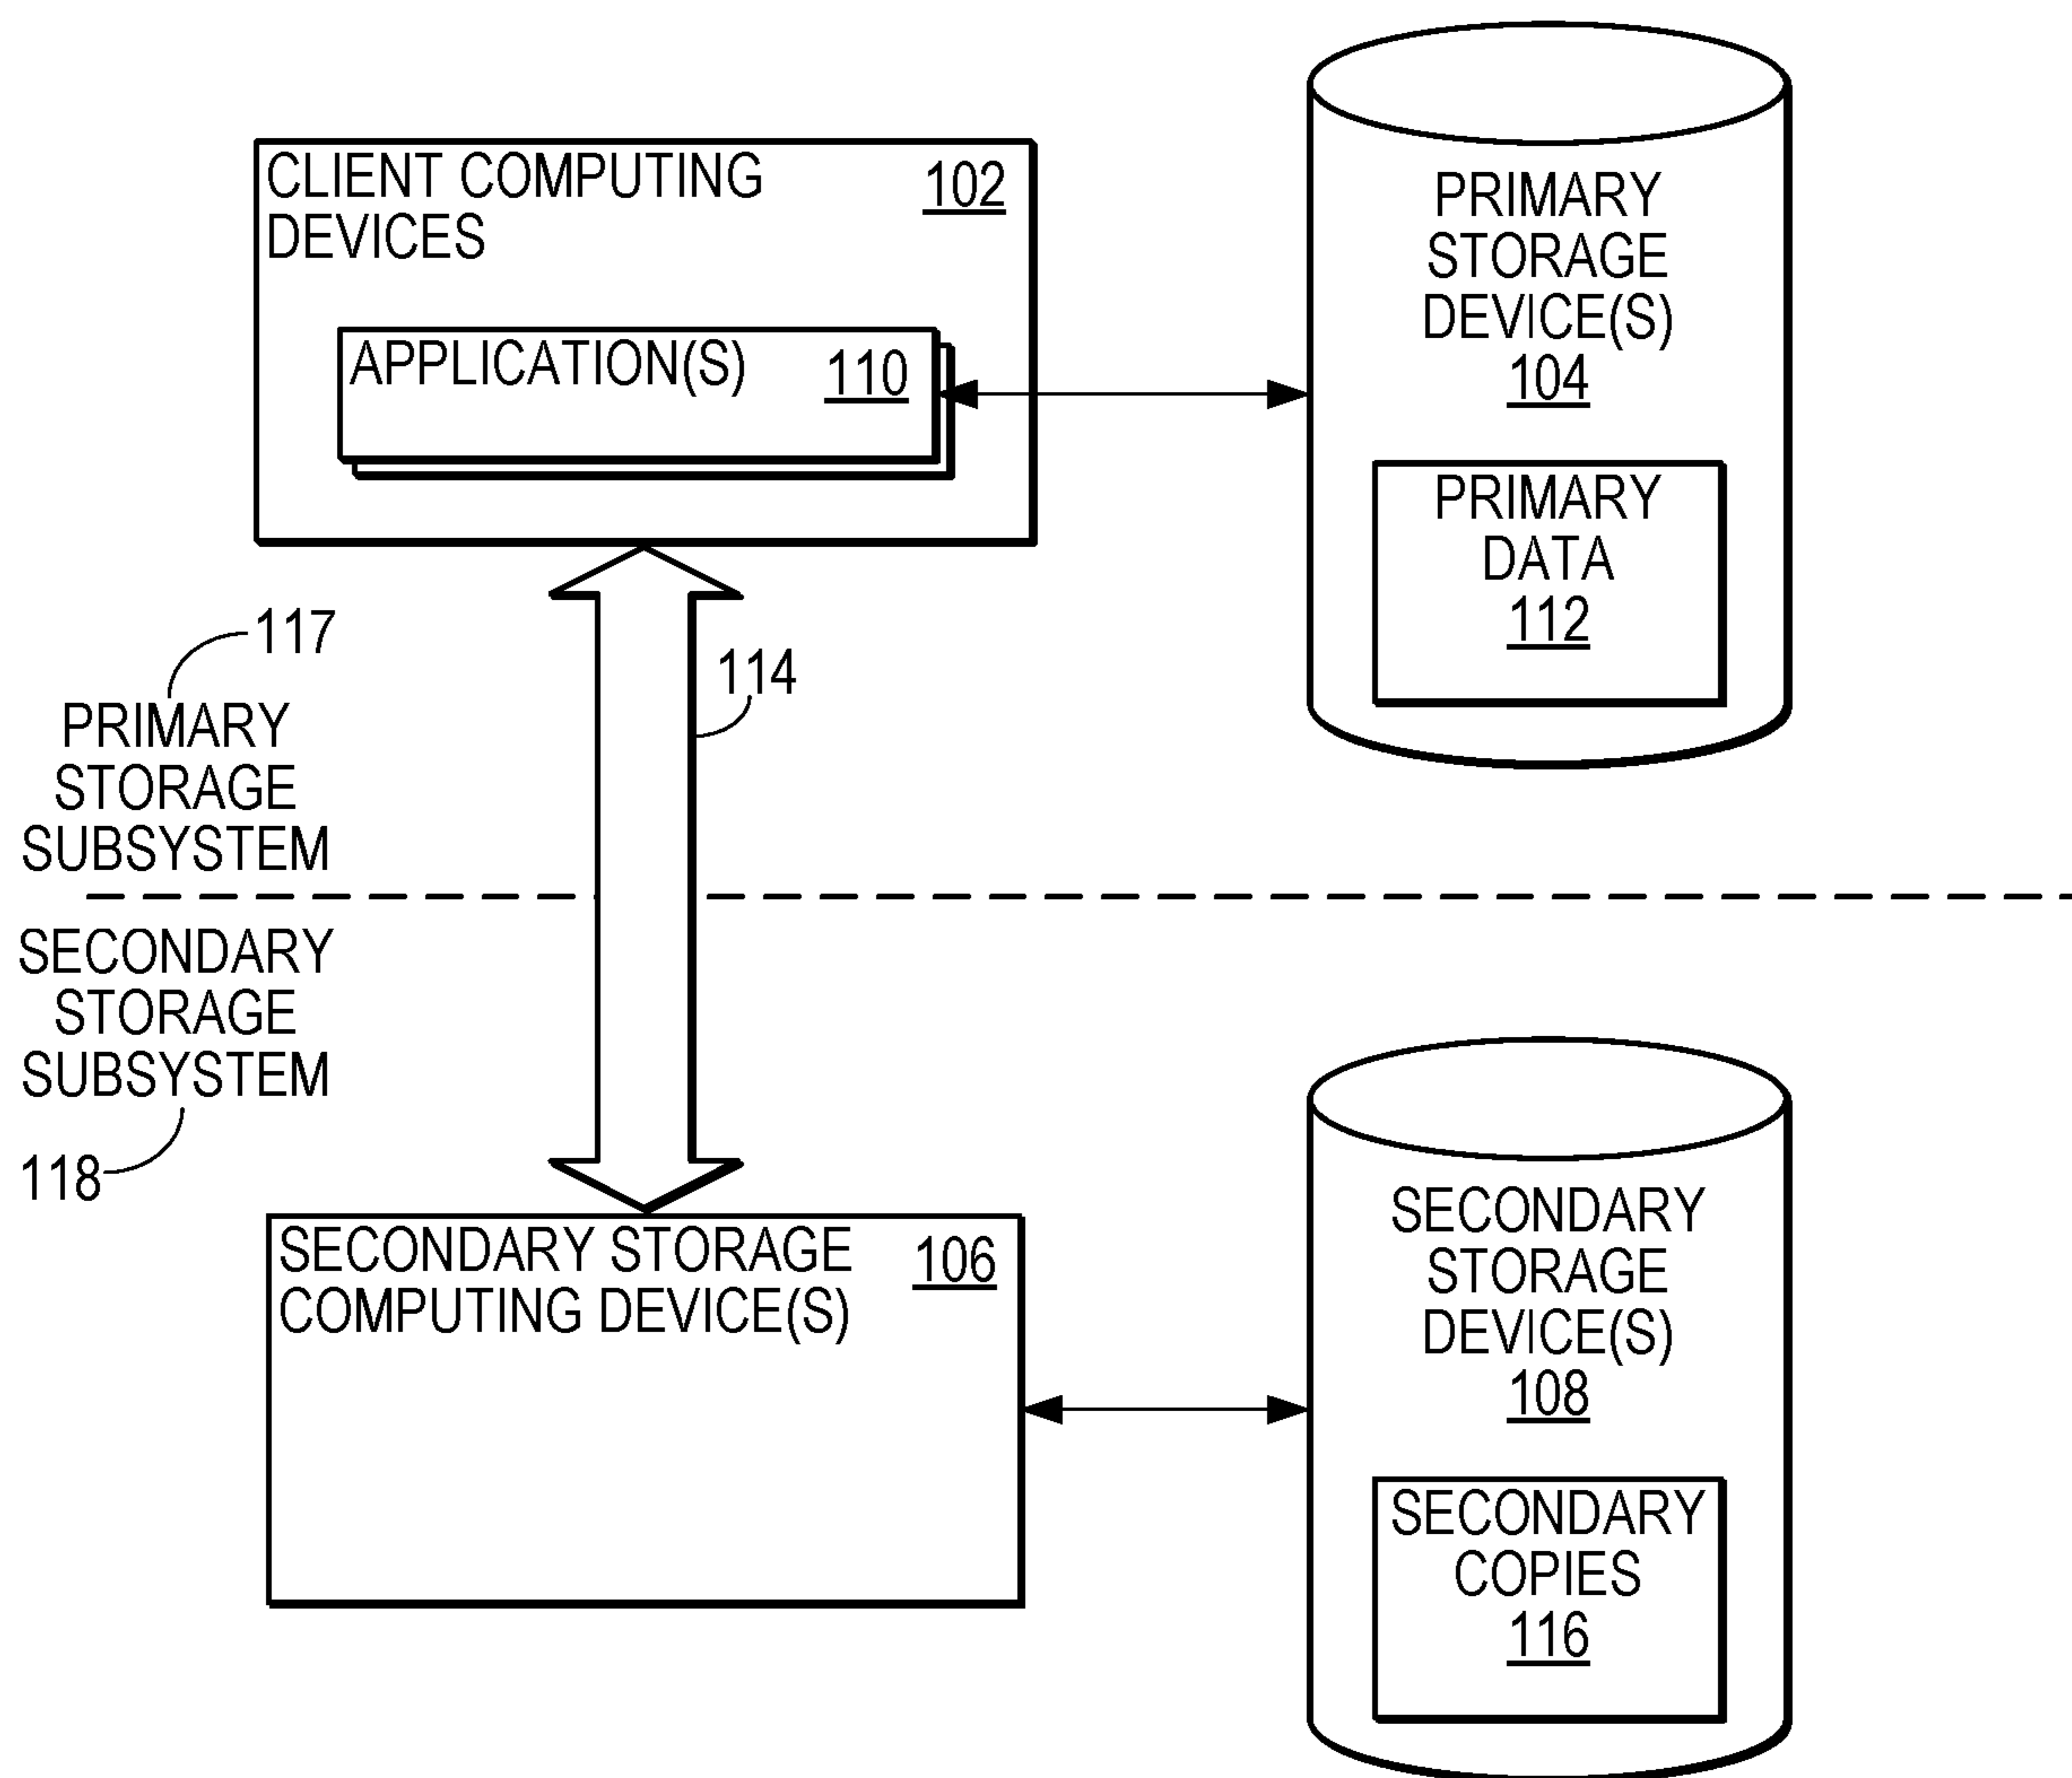 CLIENT COMPUTING
DEVICES
102
APPLICATION(S)
110
PRIMARY
STORAGE
DEVICE(S)
104
PRIMARY
DATA
112
117
PRIMARY
STORAGE
SUBSYSTEM
114
SECONDARY
STORAGE
SUBSYSTEM
118
SECONDARY STORAGE
COMPUTING DEVICE(S)
106
SECONDARY
STORAGE
DEVICE(S)
108
SECONDARY
COPIES
116